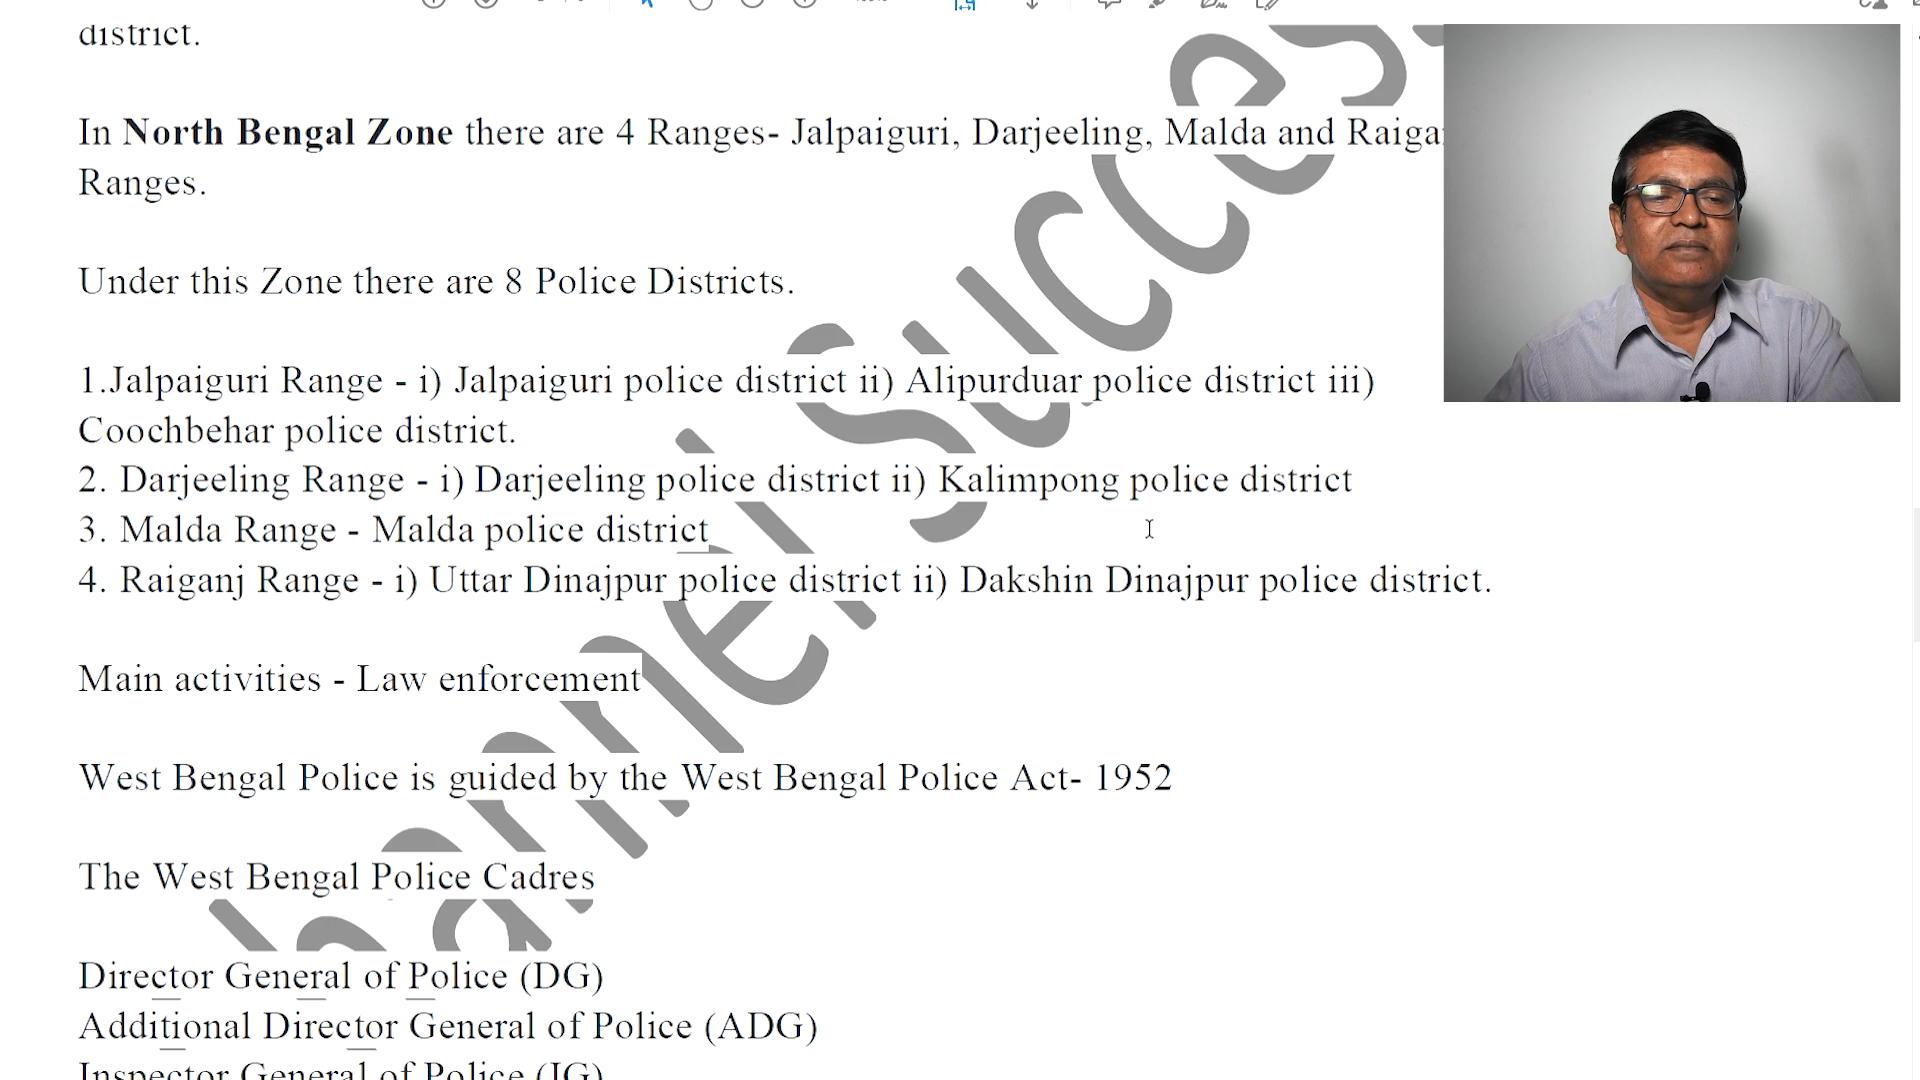 district.
In North Bengal Zone there are 4 Ranges- Jalpaiguri, Darjeeling, Malda and
Ranges.
Under this Zone there are 8 Police Districts.
1.Jalpaiguri Range - i) Jalpaiguri police district ii) Alipurduar police district iii)
Coochbehar police district.
2. Darjeeling Range - i) Darjeeling police district ii) Kalimpong police district
3. Malda Range - Malda police district
4. Raiganj Range - i) Uttar Dinajpur police district ii) Dakshin Dinajpur police district.
Main activities - Law enforcement
West Bengal Police is guided by the West Bengal Police Act- 1952
The West Bengal Police Cadres
Director General of Police (DG)
Additional Director General of Police (ADG)
Inspector General of Police (IG)